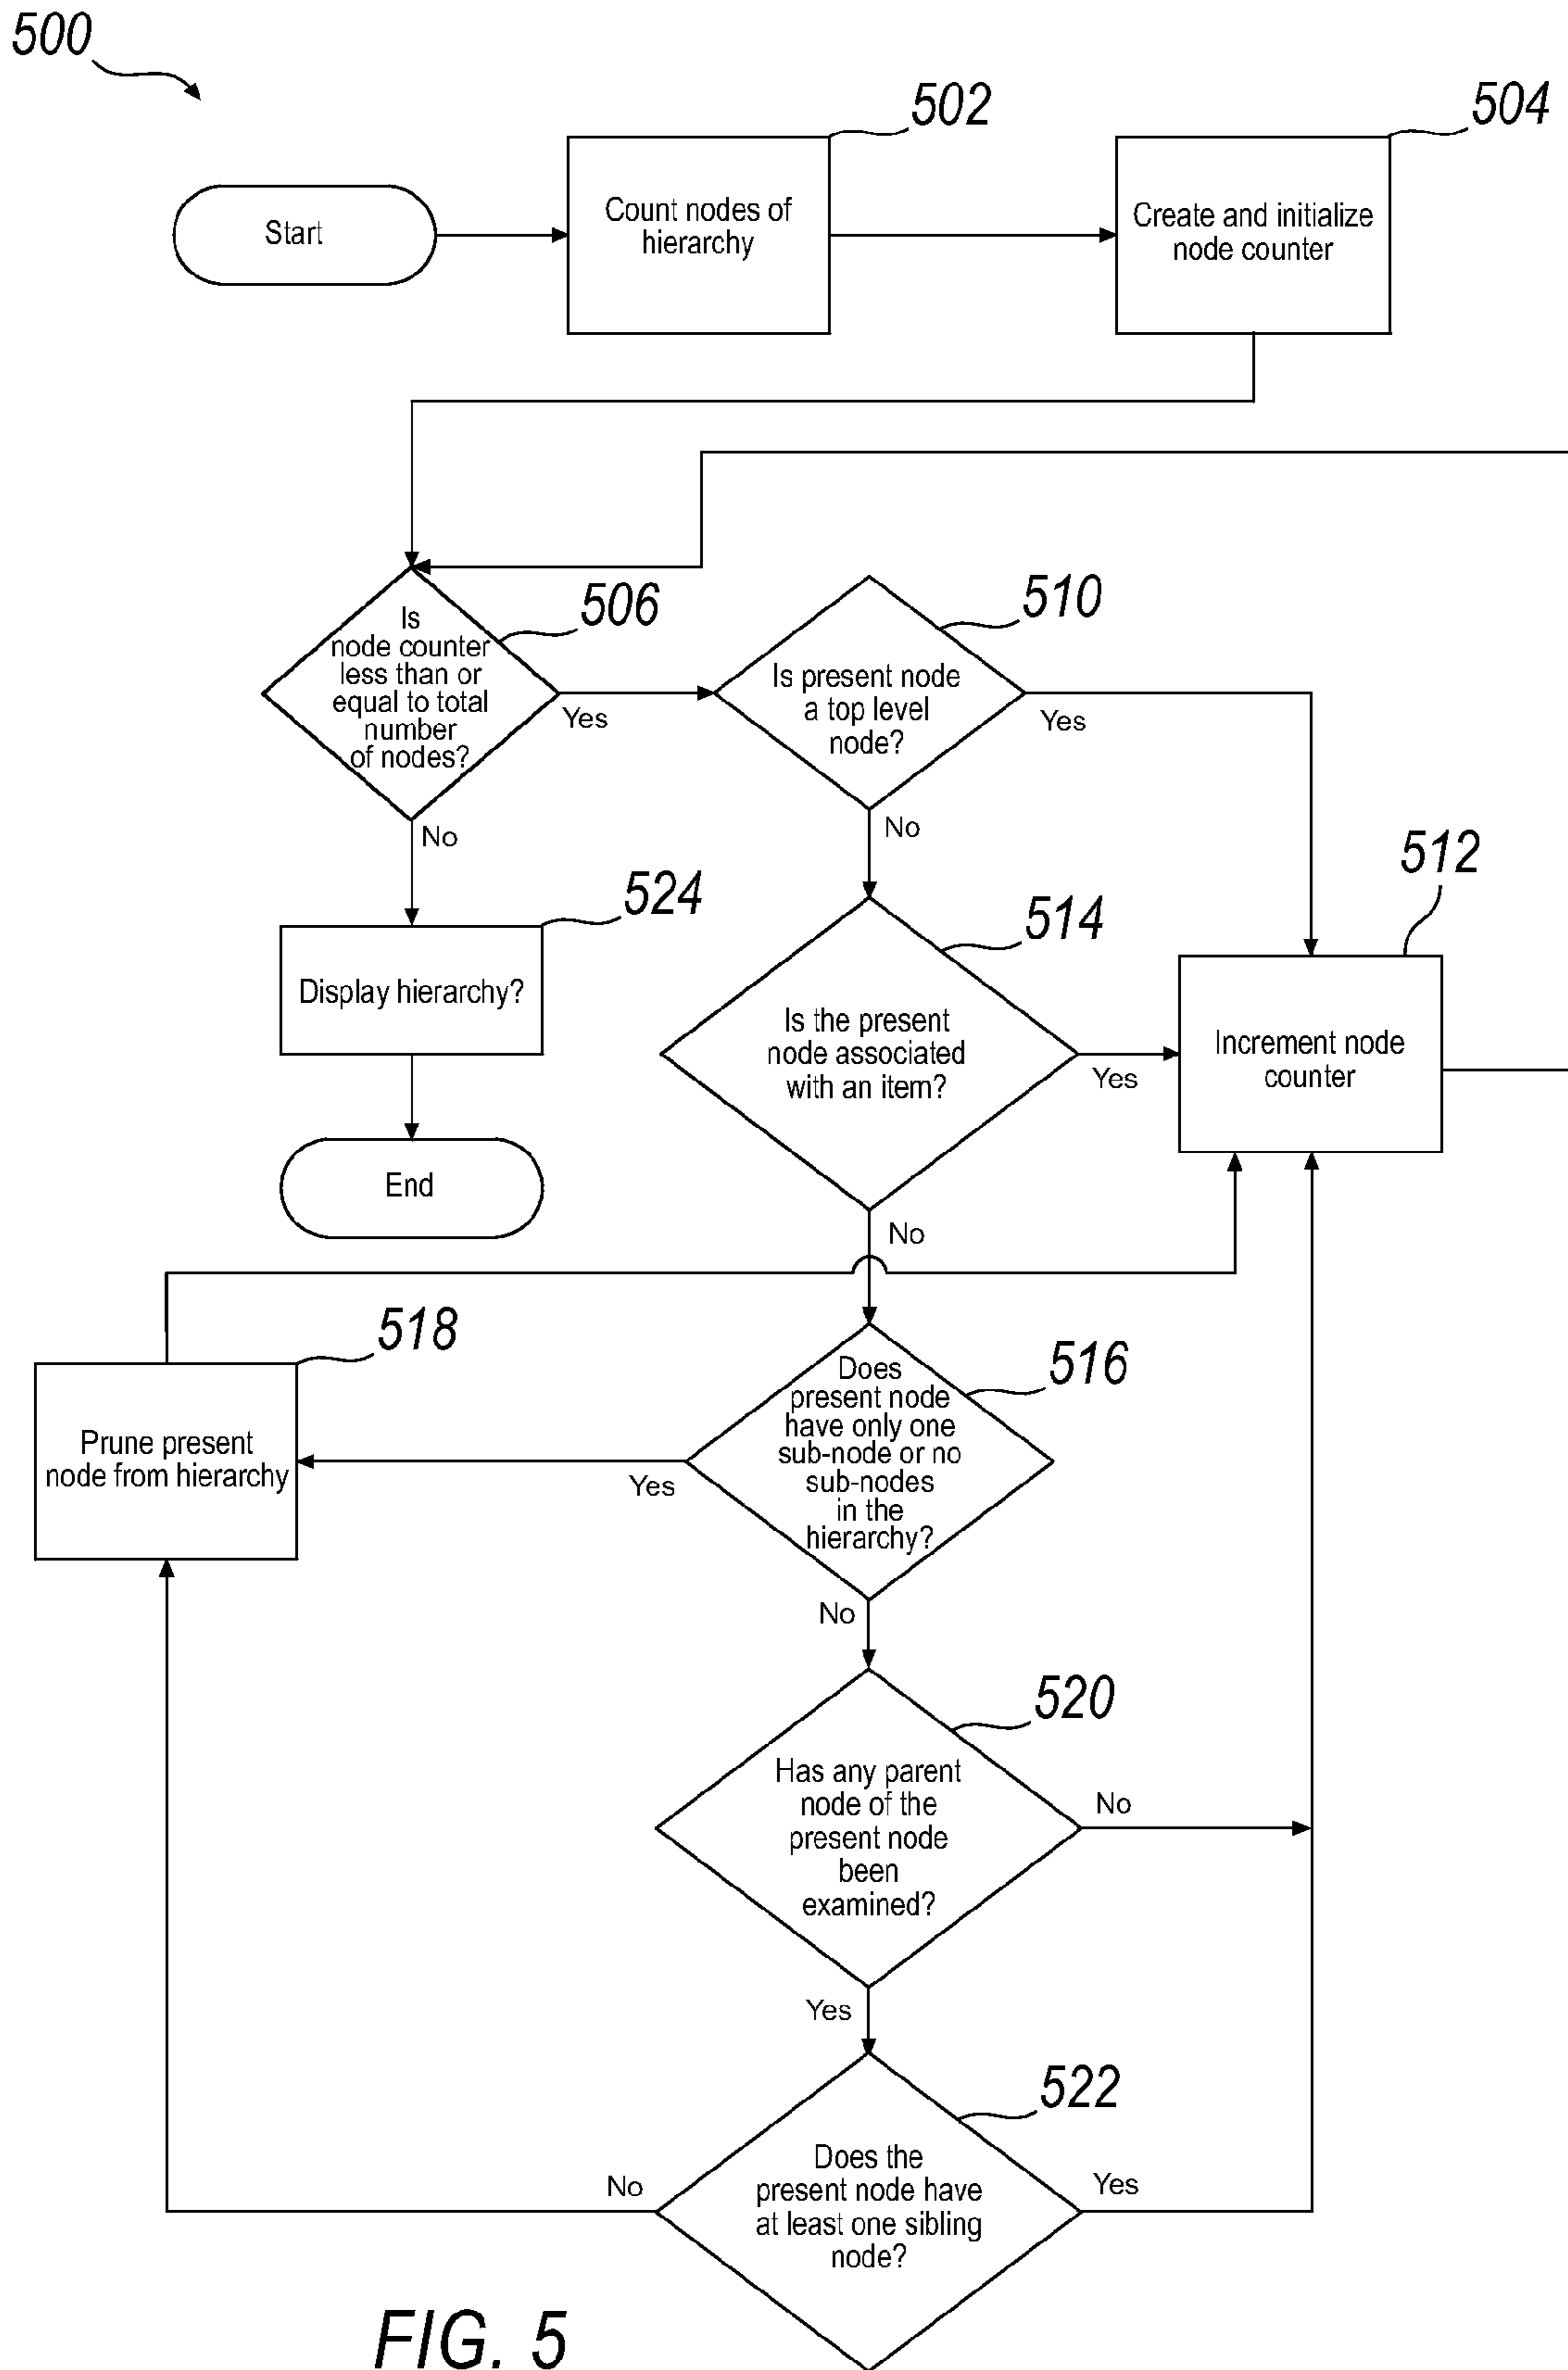 500
502
504
Start
Count nodes of
hierarchy
Create and initialize
node counter
506
Is
node counter
less than or
equal to total
number
of nodes?
Yes
No
510
Is present node
a top level
node?
Yes
No
512
Increment node
counter
524
Display hierarchy?
End
514
Is the present
node associated
with an item?
Yes
No
518
Prune present
node from hierarchy
516
Does
present node
have only one
sub-node or no
sub-nodes
in the
hierarchy?
Yes
No
520
Has any parent
node of the
present node
been
examined?
No
Yes
522
Does the
present node have
at least one sibling
node?
No
Yes
FIG. 5